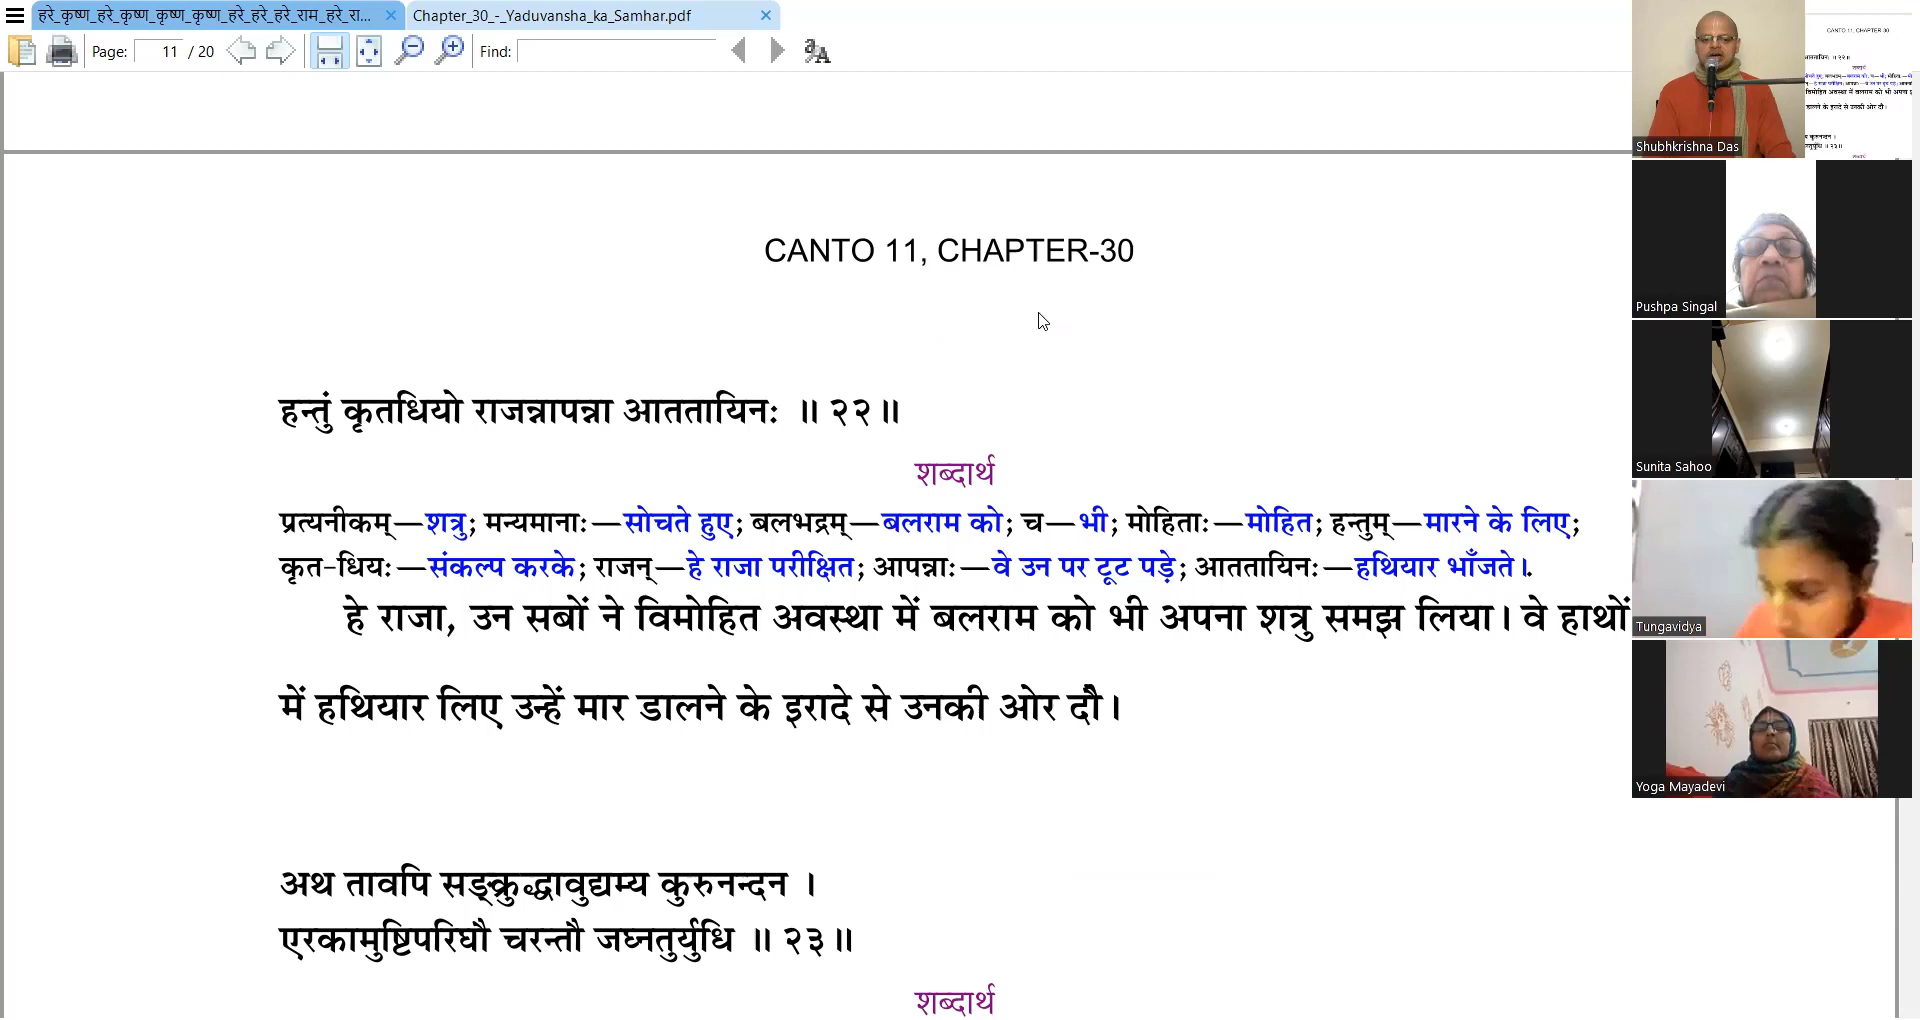 हरे_कृष्ण_हरे_कृष्ण_कृष्ण_कृष्ण_हरे_हरे_हरे_राम_हरे_रा...
Chapter_30_-_Yaduvansha_ka_Samhar.pdf
Page: 11 / 20
Find:
CANTO 11, CHAPTER-30
हन्तुं कृतधियो राजन्नापन्ना आततायिनः ॥ २२॥
शब्दार्थ
प्रत्यनीकम्—शत्रु; मन्यमानाः—सोचते हुए; बलभद्रम्—बलराम को; च—भी; मोहिताः—मोहित; हन्तुम्—मारने के लिए;
कृत-धियः—संकल्प करके; राजन्—हे राजा परीक्षित; आपन्नाः—वे उन पर टूट पड़े; आततायिनः—हथियार भाँजते।.
हे राजा, उन सबों ने विमोहित अवस्था में बलराम को भी अपना शत्रु समझ लिया। वे हाथों
में हथियार लिए उन्हें मार डालने के इरादे से उनकी ओर दौ।
अथ तावपि सङ्क्रुद्धावुद्यम्य कुरुनन्दन ।
एरकामुष्टिपरिघौ चरन्तौ जघ्नतुर्युधि ॥ २३॥
शब्दार्थ
Shubhkrishna Das
CANTO 11, CHAPTER-30
Pushpa Singal
Sunita Sahoo
Tungavidya
Yoga Mayadevi